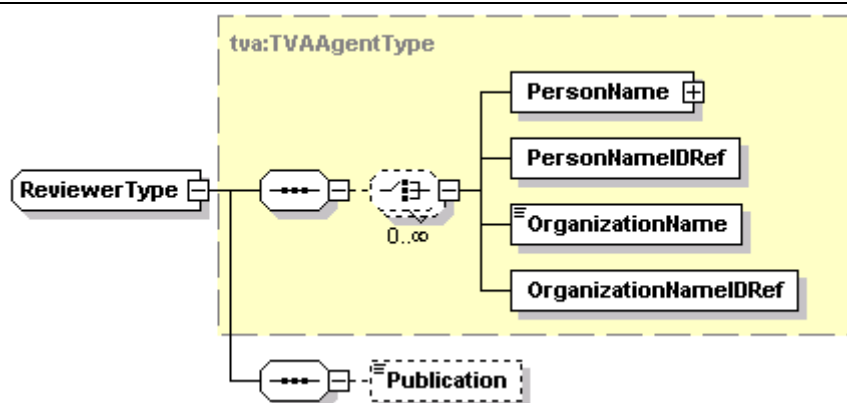 tva:TVAAgentType
PersonName
PersonNameIDRef
ReviewerType
OrganizationName
0..∞
OrganizationNameIDRef
Publication